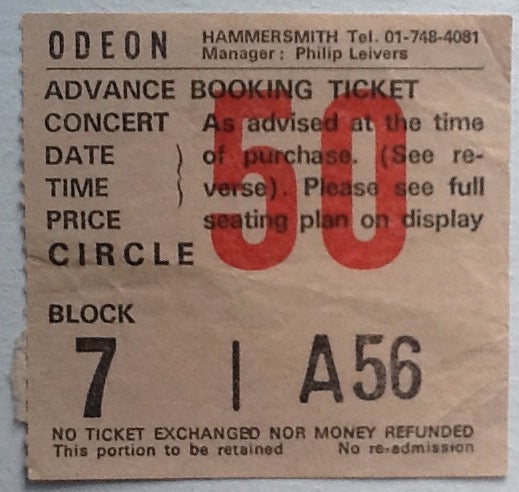 ODEON HAMMERSMITH Tel. 01-748-4081
Manager: Philip Leivers
ADVANCE BOOKING TICKET
CONCERT As advised at the time
DATE } of purchase. (See re-
TIME } verse). Please see full
PRICE seating plan on display
50
CIRCLE
BLOCK
7 | A56
NO TICKET EXCHANGED NOR MONEY REFUNDED
This portion to be retained No re-admission